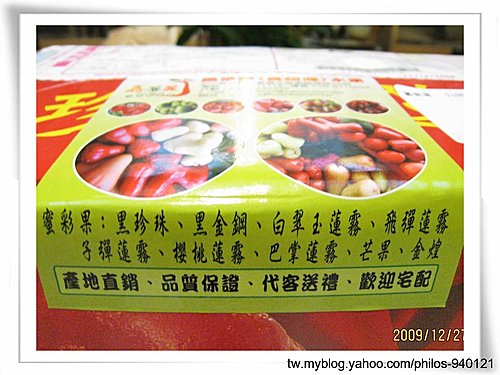 蜜彩果：黑珍珠、黑金鋼、白翠玉蓮霧、飛彈蓮霧
子彈蓮霧、櫻桃蓮霧、巴掌蓮霧、芒果、金煌
產地直銷、品質保證、代客送禮、歡迎宅配
2009/12/27
tw.myblog.yahoo.com/philos-940121